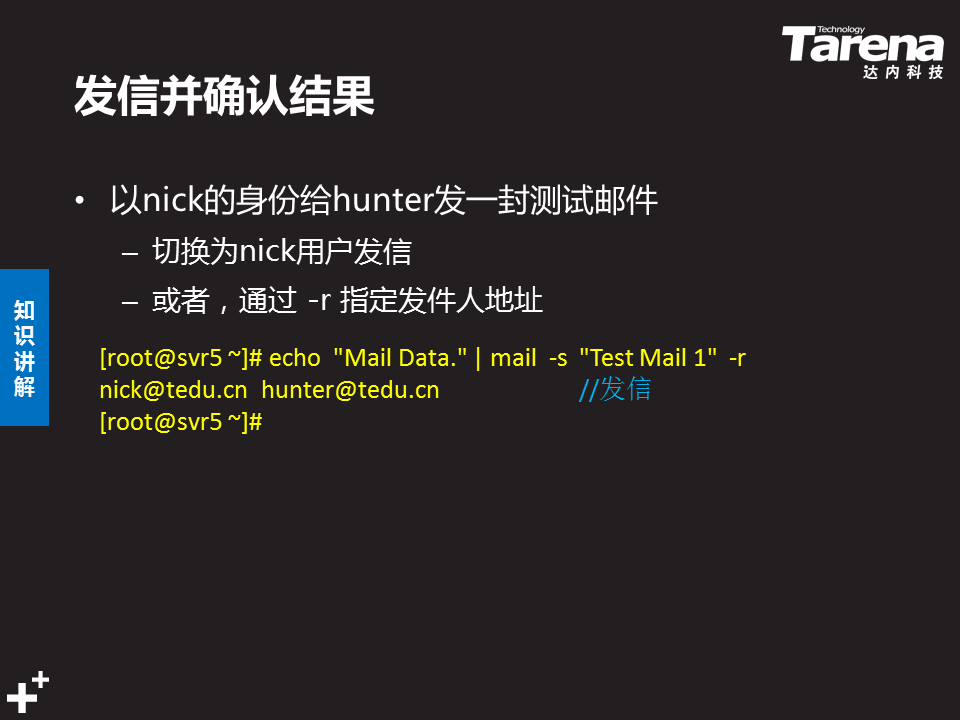 Technology
Tarena
达内科技
发信并确认结果
• 以nick的身份给hunter发一封测试邮件
– 切换为nick用户发信
– 或者，通过 -r 指定发件人地址
知
识
讲
解
[root@svr5 ~]# echo  "Mail Data." | mail  -s  "Test Mail 1"  -r
nick@tedu.cn  hunter@tedu.cn //发信
[root@svr5 ~]#